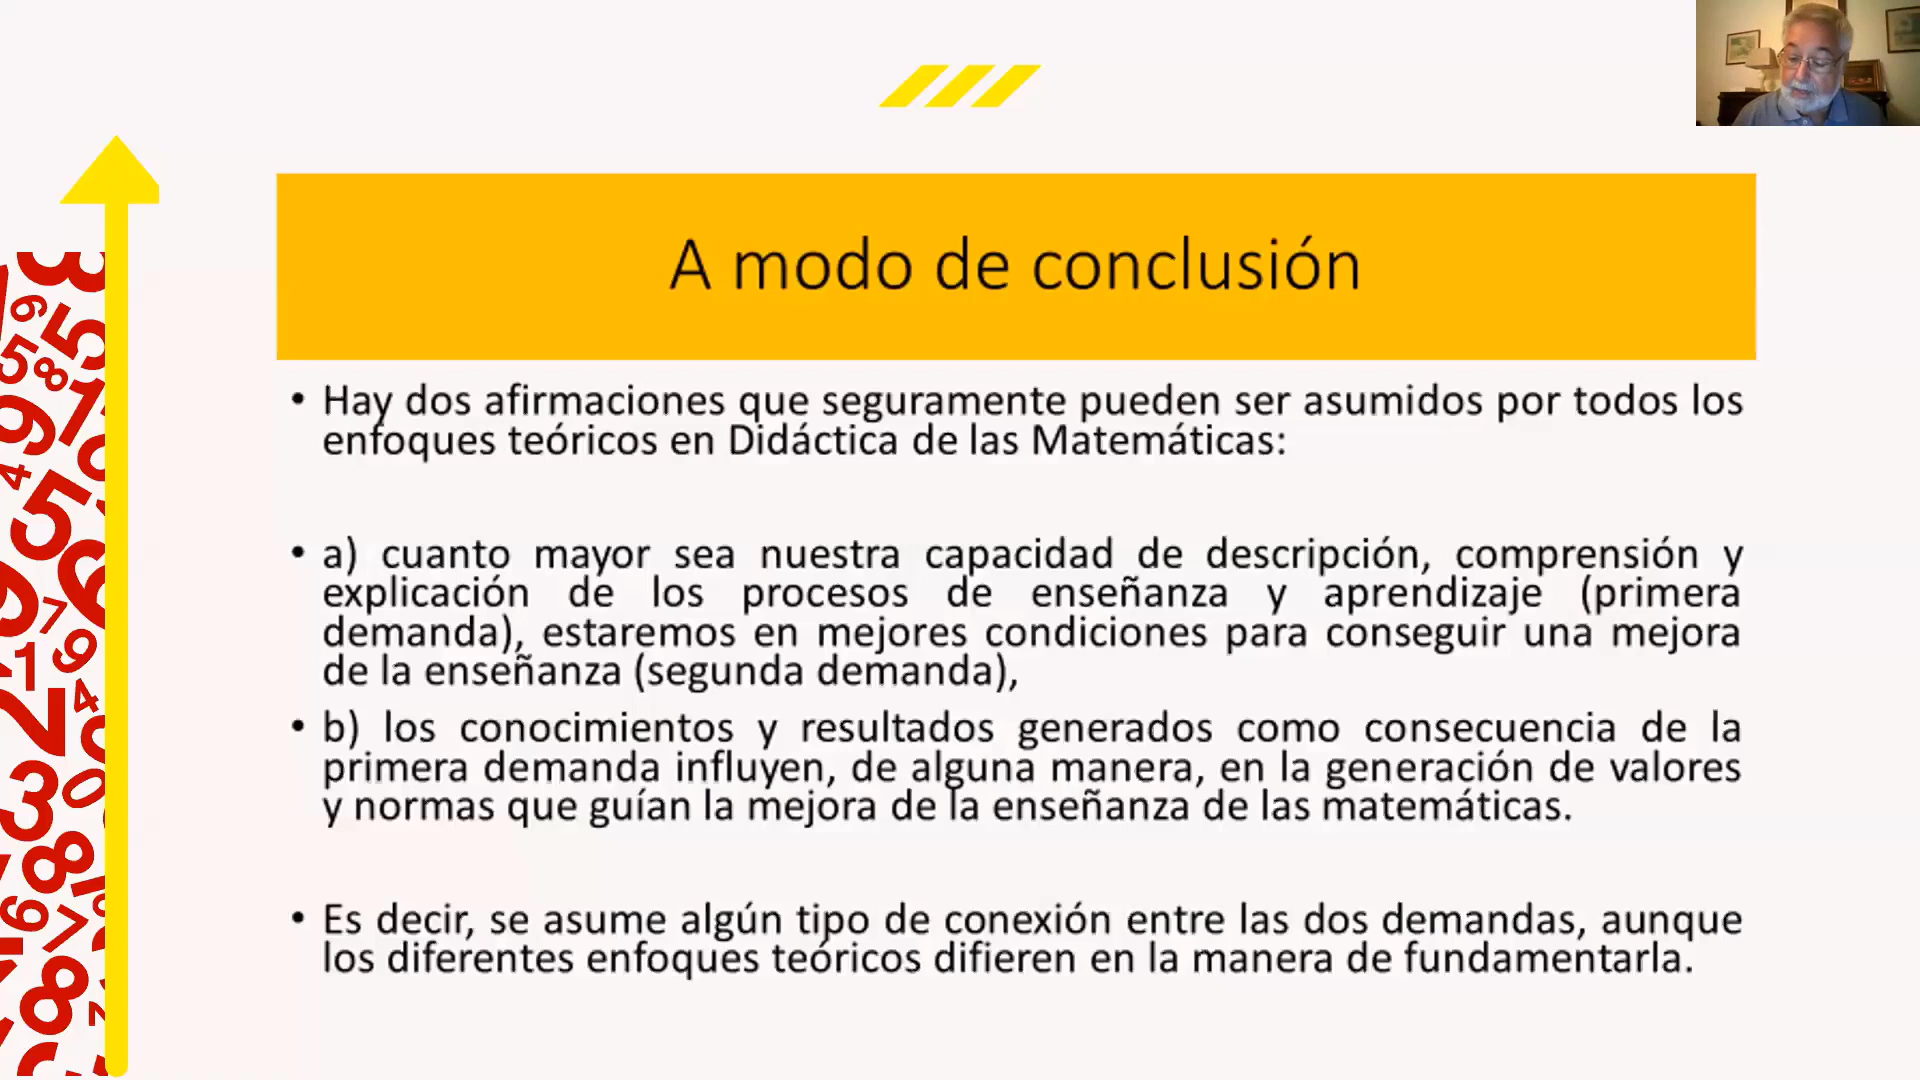 A modo de conclusión
• Hay dos afirmaciones que seguramente pueden ser asumidos por todos los
enfoques teóricos en Didáctica de las Matemáticas:
• a) cuanto mayor sea nuestra capacidad de descripción, comprensión y
explicación de los procesos de enseñanza y aprendizaje (primera
demanda), estaremos en mejores condiciones para conseguir una mejora
de la enseñanza (segunda demanda),
• b) los conocimientos y resultados generados como consecuencia de la
primera demanda influyen, de alguna manera, en la generación de valores
y normas que guían la mejora de la enseñanza de las matemáticas.
• Es decir, se asume algún tipo de conexión entre las dos demandas, aunque
los diferentes enfoques teóricos difieren en la manera de fundamentarla.